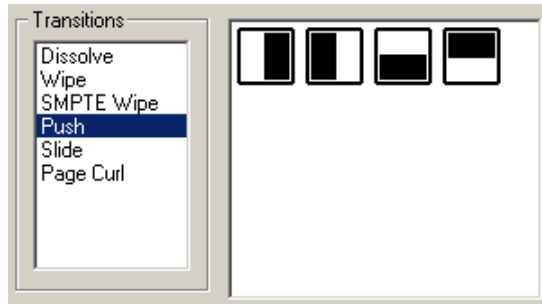 Transitions
Dissolve
Wipe
SMPTE Wipe
Push
Slide
Page Curl